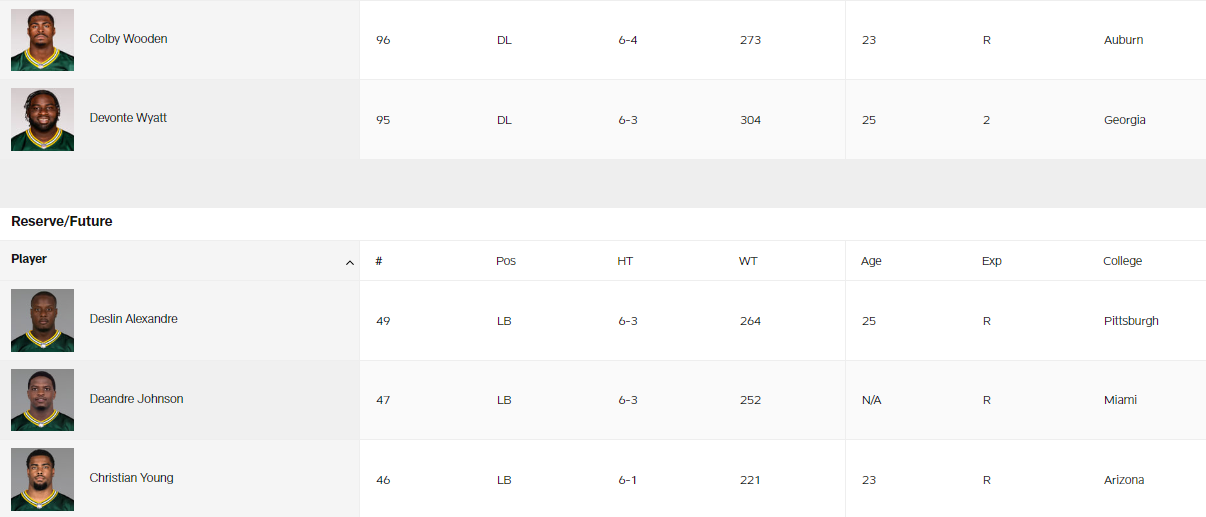 Colby Wooden 96 DL 6-4 273 23 R Auburn
Devonte Wyatt 95 DL 6-3 304 25 2 Georgia
Reserve/Future
Player # Pos HT WT Age Exp College
Deslin Alexandre 49 LB 6-3 264 25 R Pittsburgh
Deandre Johnson 47 LB 6-3 252 N/A R Miami
Christian Young 46 LB 6-1 221 23 R Arizona